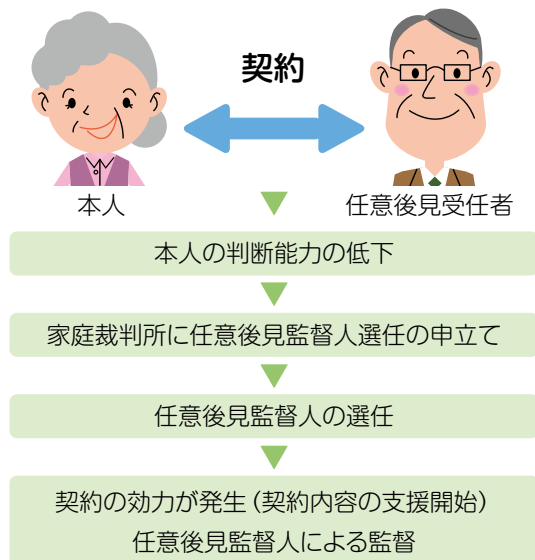 契約
本人
任意後見受任者
本人の判断能力の低下
家庭裁判所に任意後見監督人選任の申立て
任意後見監督人の選任
契約の効力が発生（契約内容の支援開始）
任意後見監督人による監督